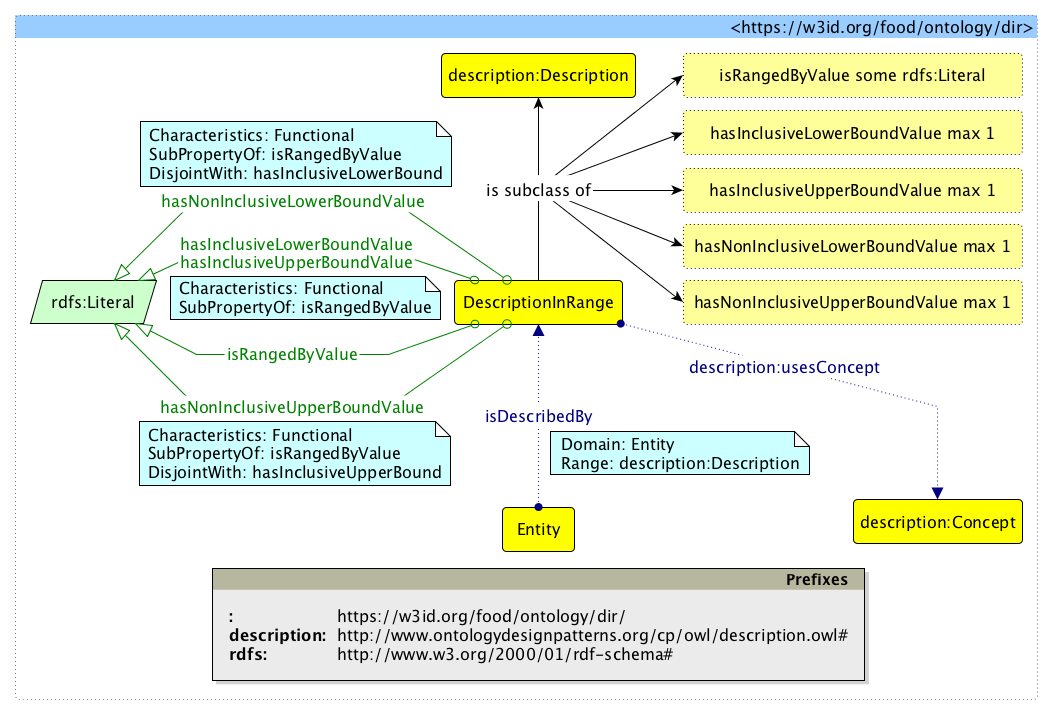 <https://w3id.org/food/ontology/dir>
description:Description
isRangedByValue some rdfs:Literal
hasInclusiveLowerBoundValue max 1
Characteristics: Functional
SubPropertyOf: isRangedByValue
DisjointWith: hasInclusiveLowerBound
is subclass of
hasInclusiveUpperBoundValue max 1
hasNonInclusiveLowerBoundValue
hasNonInclusiveLowerBoundValue max 1
hasInclusiveLowerBoundValue
hasInclusiveUpperBoundValue
rdfs:Literal
Characteristics: Functional
SubPropertyOf: isRangedByValue
DescriptionInRange
hasNonInclusiveUpperBoundValue max 1
isRangedByValue
description:usesConcept
hasNonInclusiveUpperBoundValue
isDescribedBy
Characteristics: Functional
SubPropertyOf: isRangedByValue
DisjointWith: hasInclusiveUpperBound
Domain: Entity
Range: description:Description
Entity
description:Concept
Prefixes
: https://w3id.org/food/ontology/dir/
description: http://www.ontologydesignpatterns.org/cp/owl/description.owl#
rdfs: http://www.w3.org/2000/01/rdf-schema#